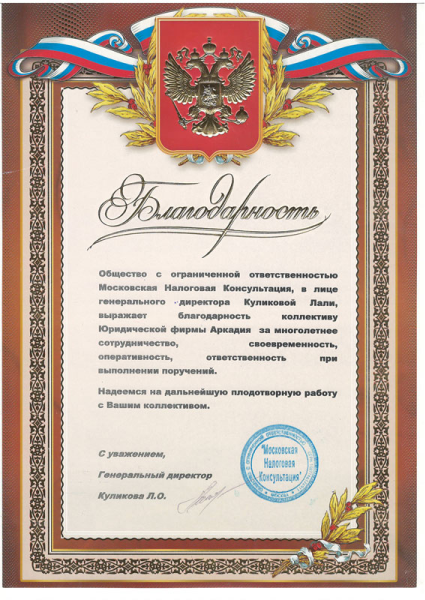 Благодарность
Общество с ограниченной ответственностью
Московская Налоговая Консультация, в лице
генерального директора Куликовой Лали,
выражает благодарность коллективу
Юридической фирмы Аркадия за многолетнее
сотрудничество, своевременность,
оперативность, ответственность при
выполнении поручений.
Надеемся на дальнейшую плодотворную работу
с Вашим коллективом.
С уважением,
Генеральный директор
Куликова Л.О.
"Московская
Налоговая
Консультация"